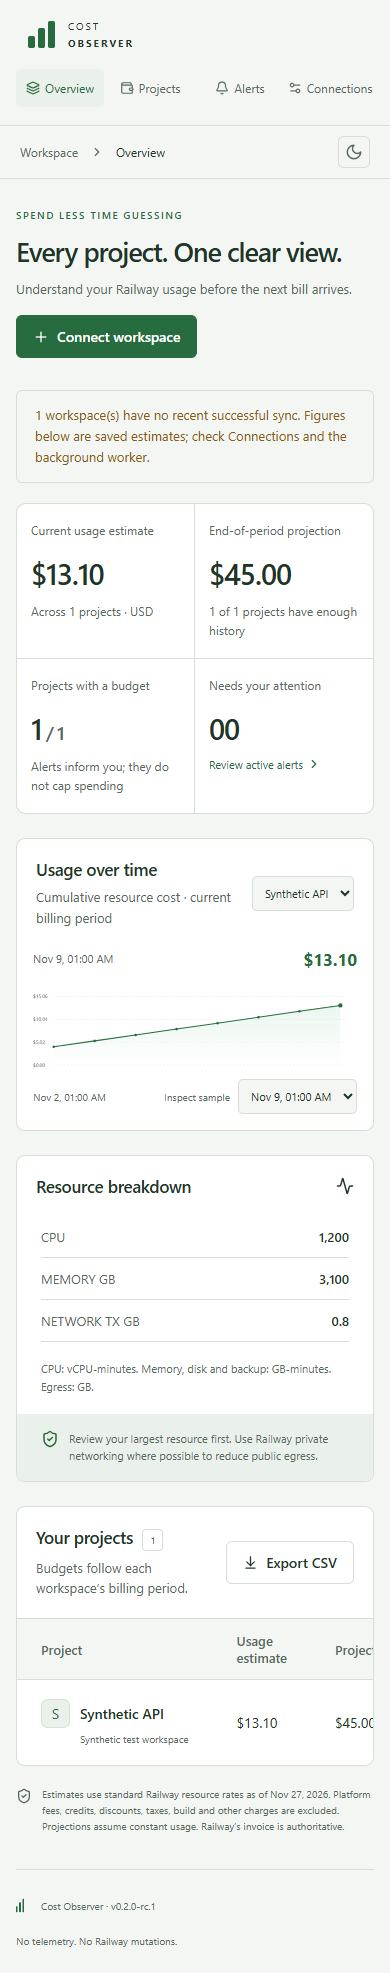 COST
OBSERVER
Overview
Projects
Alerts
Connections
Workspace > Overview
SPEND LESS TIME GUESSING
Every project. One clear view.
Understand your Railway usage before the next bill arrives.
+ Connect workspace
1 workspace(s) have no recent successful sync. Figures
below are saved estimates; check Connections and the
background worker.
Current usage estimate
$13.10
Across 1 projects · USD
End-of-period projection
$45.00
1 of 1 projects have enough
history
Projects with a budget
1 / 1
Alerts inform you; they do
not cap spending
Needs your attention
00
Review active alerts >
Usage over time
Cumulative resource cost · current
billing period
Synthetic API
Nov 9, 01:00 AM
$13.10
$15.06
$10.04
$5.02
$0.00
Nov 2, 01:00 AM
Inspect sample
Nov 9, 01:00 AM
Resource breakdown
CPU 1,200
MEMORY GB 3,100
NETWORK TX GB 0.8
CPU: vCPU-minutes. Memory, disk and backup: GB-minutes.
Egress: GB.
Review your largest resource first. Use Railway private
networking where possible to reduce public egress.
Your projects 1
Budgets follow each
workspace's billing period.
Export CSV
Project
Usage
estimate
Project
S
Synthetic API
Synthetic test workspace
$13.10
$45.00
Estimates use standard Railway resource rates as of Nov 27, 2026. Platform
fees, credits, discounts, taxes, build and other charges are excluded.
Projections assume constant usage. Railway's invoice is authoritative.
Cost Observer · v0.2.0-rc.1
No telemetry. No Railway mutations.